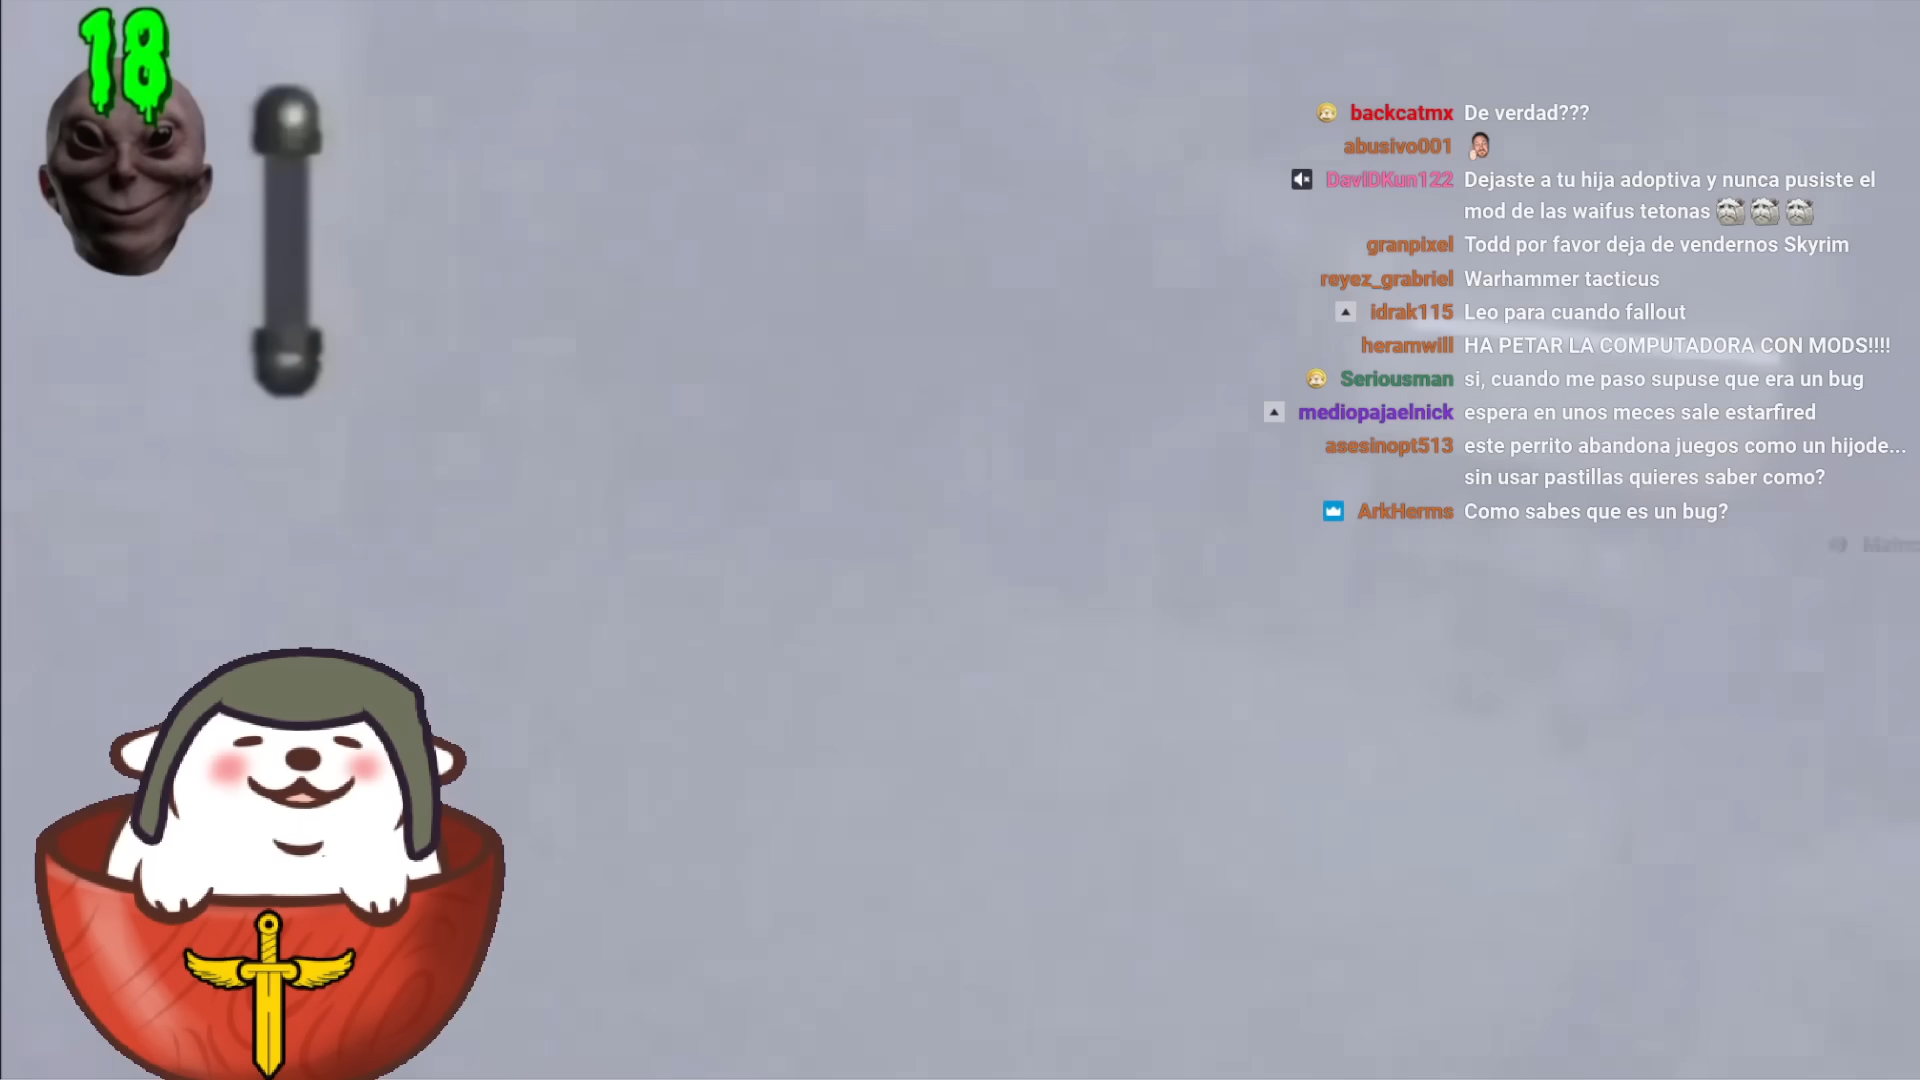 18
backcatmx De verdad???
abusivo001
DaviDKun122 Dejaste a tu hija adoptiva y nunca pusiste el
mod de las waifus tetonas
granpixel Todd por favor deja de vendernos Skyrim
reyez_grabriel Warhammer tacticus
idrak115 Leo para cuando fallout
heramwill HA PETAR LA COMPUTADORA CON MODS!!!!
Seriousman si, cuando me paso supuse que era un bug
mediopajaelnick espera en unos meces sale estarfired
asesinopt513 este perrito abandona juegos como un hijode...
sin usar pastillas quieres saber como?
ArkHerms Como sabes que es un bug?